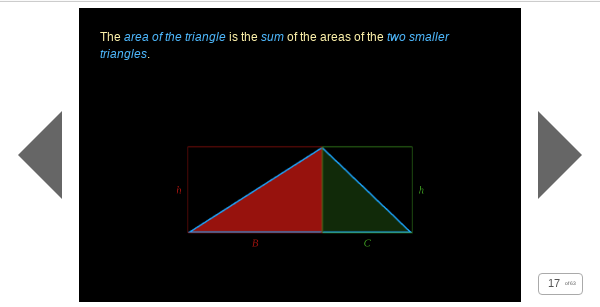 The area of the triangle is the sum of the areas of the two smaller
triangles.
h h
B C
17 of 63